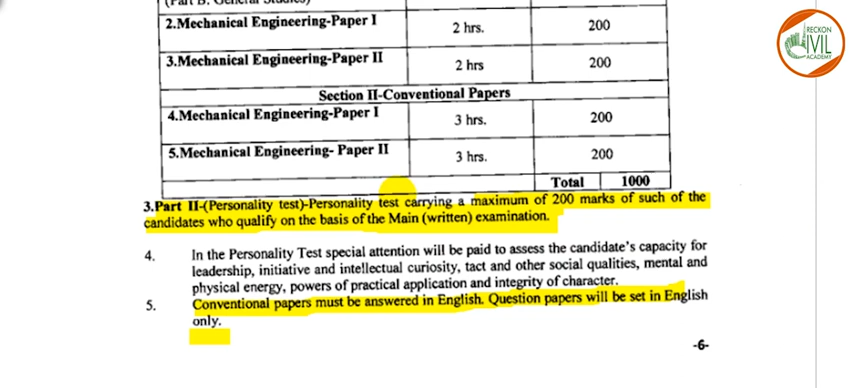 (Part B: General Studies)
2.Mechanical Engineering-Paper I 2 hrs. 200
3.Mechanical Engineering-Paper II 2 hrs 200
Section II-Conventional Papers
4.Mechanical Engineering-Paper I 3 hrs. 200
5.Mechanical Engineering- Paper II 3 hrs. 200
Total 1000
3.Part II-(Personality test)-Personality test carrying a maximum of 200 marks of such of the
candidates who qualify on the basis of the Main (written) examination.
4. In the Personality Test special attention will be paid to assess the candidate's capacity for
leadership, initiative and intellectual curiosity, tact and other social qualities, mental and
physical energy, powers of practical application and integrity of character.
5. Conventional papers must be answered in English. Question papers will be set in English
only.
-6-
RECKON
CIVIL
ACADEMY